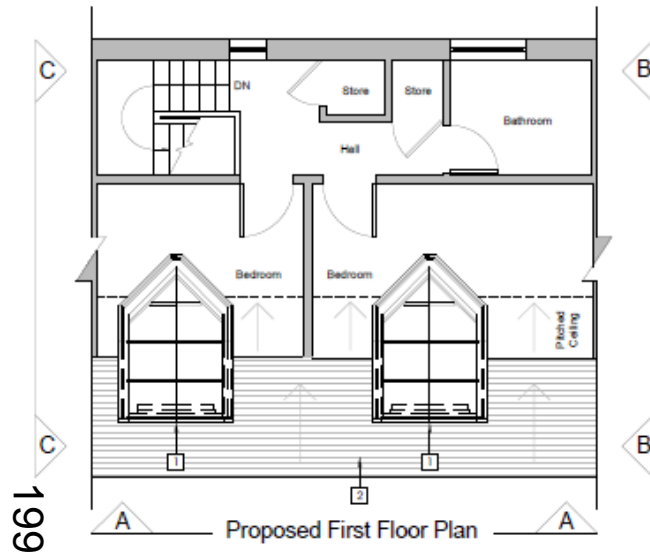 C
B
DN
Store
Store
Bathroom
Hall
Bedroom
Bedroom
Pitched
Ceiling
C
B
1
1
2
199
A
Proposed First Floor Plan
A